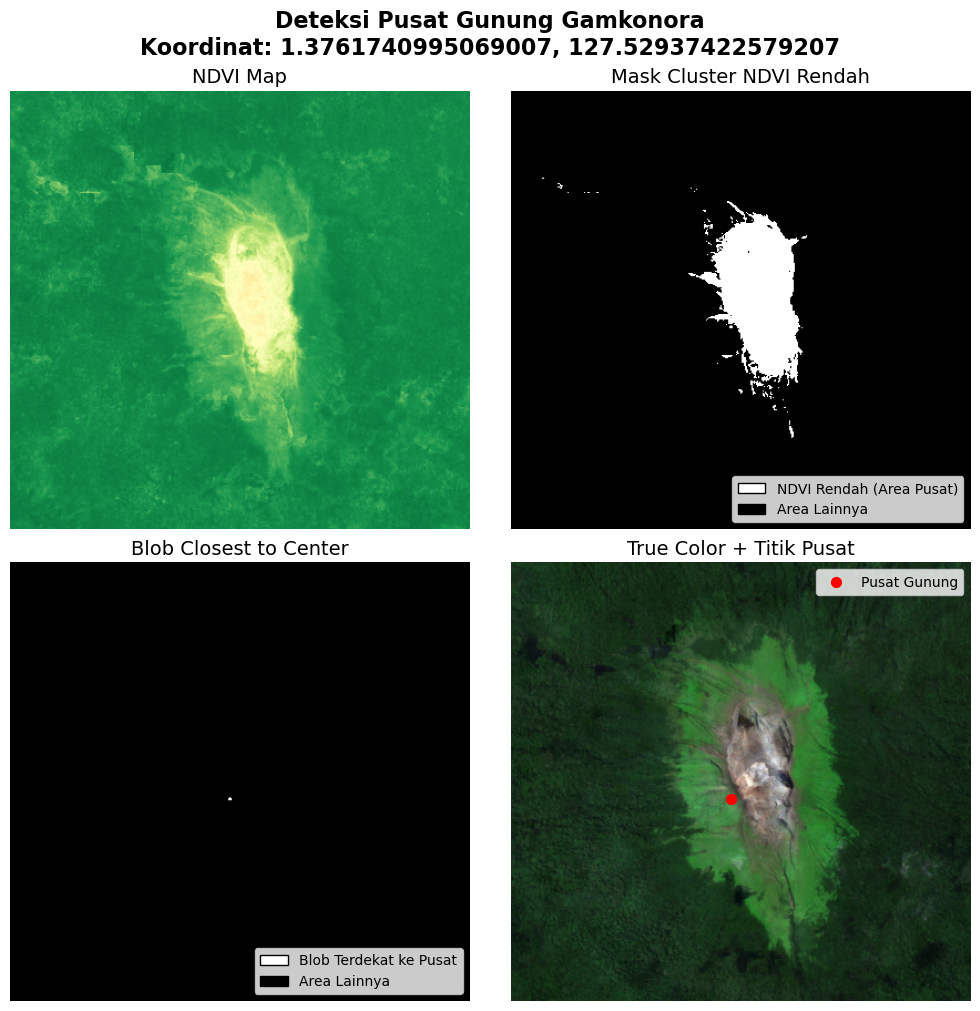 Deteksi Pusat Gunung Gamkonora
Koordinat: 1.3761740995069007, 127.52937422579207
NDVI Map
Mask Cluster NDVI Rendah
NDVI Rendah (Area Pusat)
Area Lainnya
Blob Closest to Center
True Color + Titik Pusat
Blob Terdekat ke Pusat
Area Lainnya
Pusat Gunung